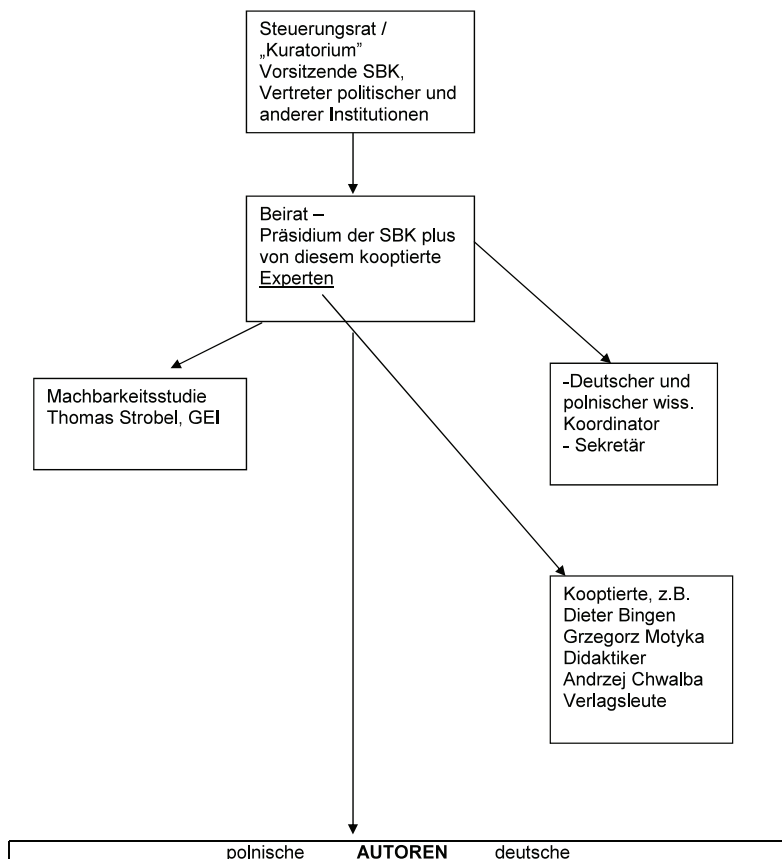 Steuerungsrat /
„Kuratorium”
Vorsitzende SBK,
Vertreter politischer und
anderer Institutionen
Beirat –
Präsidium der SBK plus
von diesem kooptierte
Experten
Machbarkeitsstudie
Thomas Strobel, GEI
-Deutscher und
polnischer wiss.
Koordinator
- Sekretär
Kooptierte, z.B.
Dieter Bingen
Grzegorz Motyka
Didaktiker
Andrzej Chwalba
Verlagsleute
polnische AUTOREN deutsche